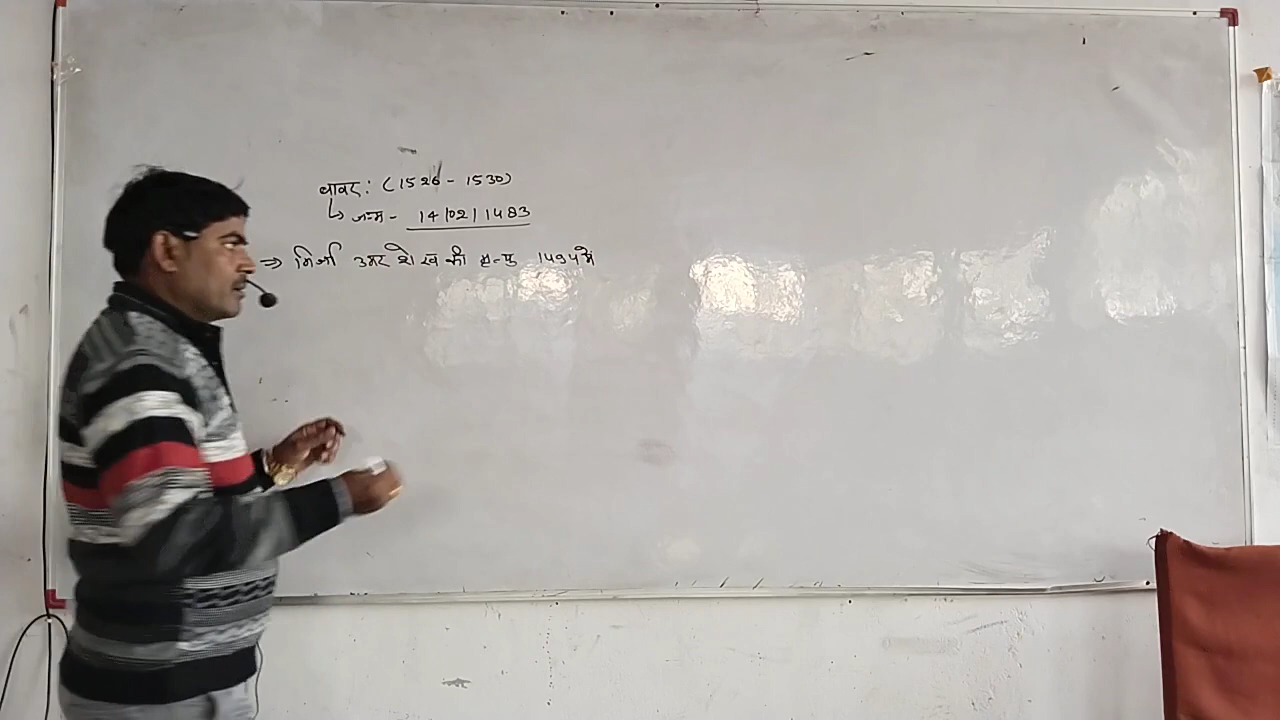 बाबर: (1526 - 1530)
↳ जन्म - 14/02/1483
⇒ मिर्जा उमर शेख की मृत्यु 1494 में